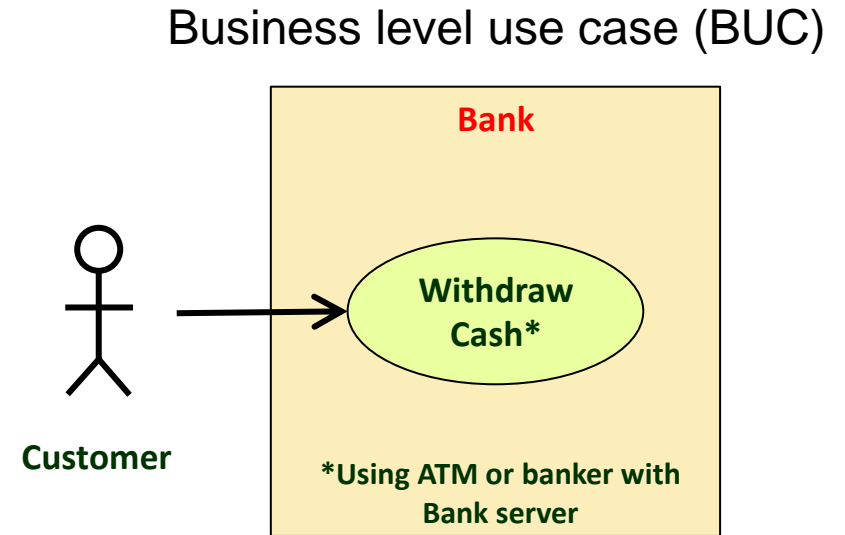 Business level use case (BUC)
Bank
Withdraw
Cash*
Customer
*Using ATM or banker with
Bank server